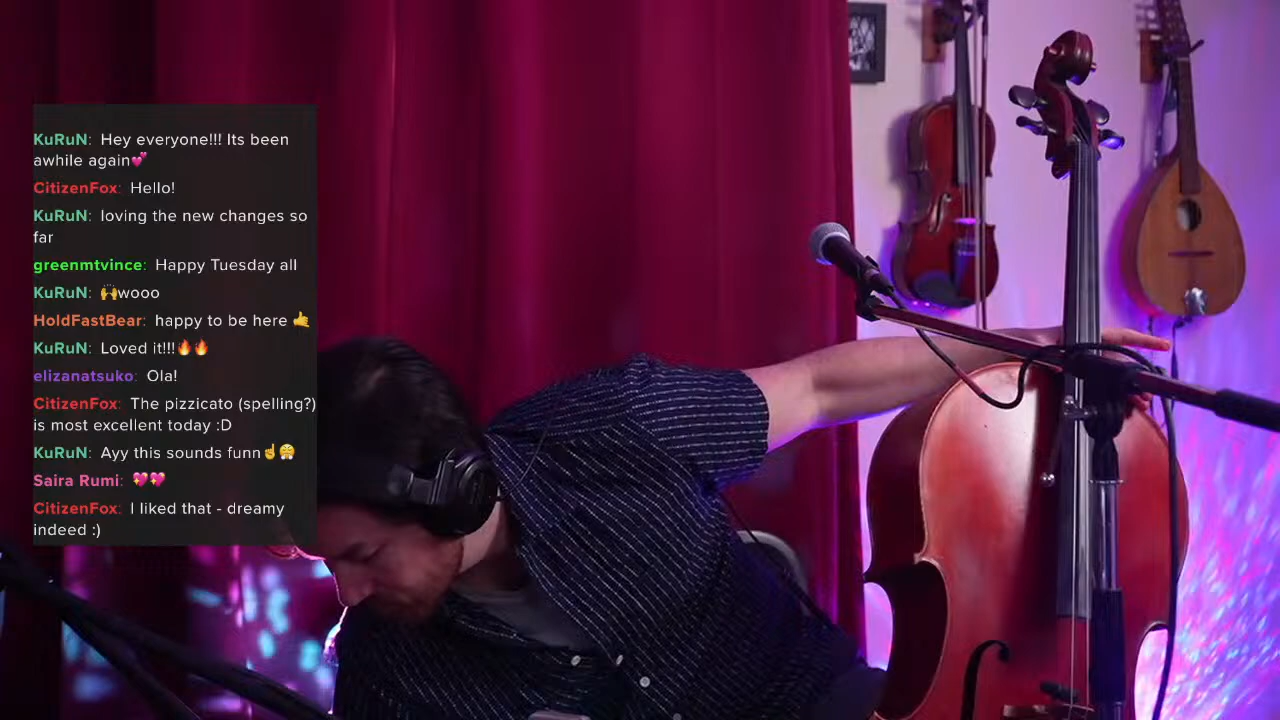 KuRuN: Hey everyone!!! Its been
awhile again💕
CitizenFox: Hello!
KuRuN: loving the new changes so
far
greenmtvince: Happy Tuesday all
KuRuN: 🙌wooo
HoldFastBear: happy to be here 🤙
KuRuN: Loved it!!!🔥🔥
elizanatsuko: Ola!
CitizenFox: The pizzicato (spelling?)
is most excellent today :D
KuRuN: Ayy this sounds funn☝😤
Saira Rumi: 💖💖
CitizenFox: I liked that - dreamy
indeed :)